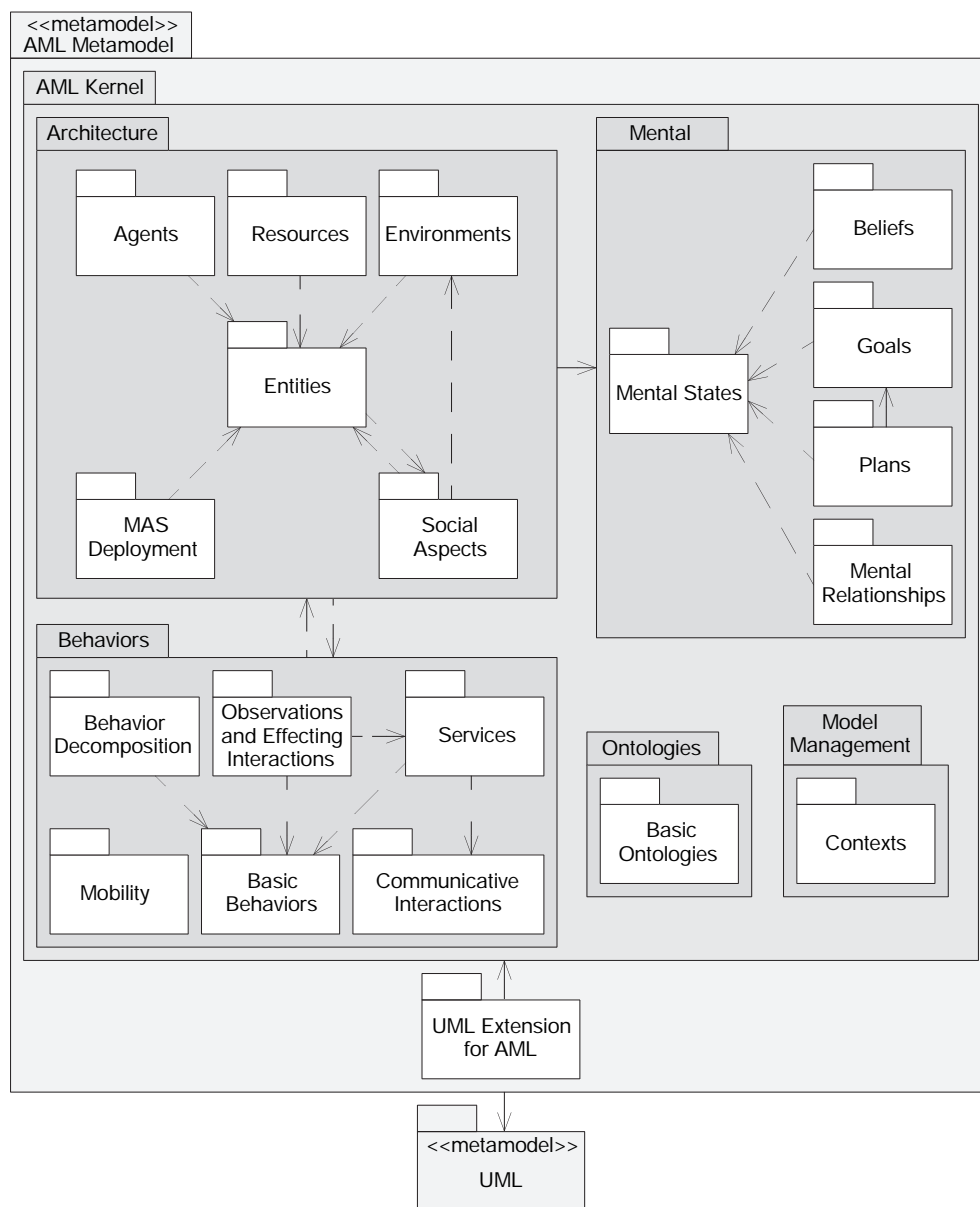 <<metamodel>>
AML Metamodel
AML Kernel
Architecture
Agents
Resources
Environments
Entities
MAS
Deployment
Social
Aspects
Mental
Beliefs
Goals
Mental States
Plans
Mental
Relationships
Behaviors
Behavior
Decomposition
Observations
and Effecting
Interactions
Services
Mobility
Basic
Behaviors
Communicative
Interactions
Ontologies
Basic
Ontologies
Model
Management
Contexts
UML Extension
for AML
<<metamodel>>
UML